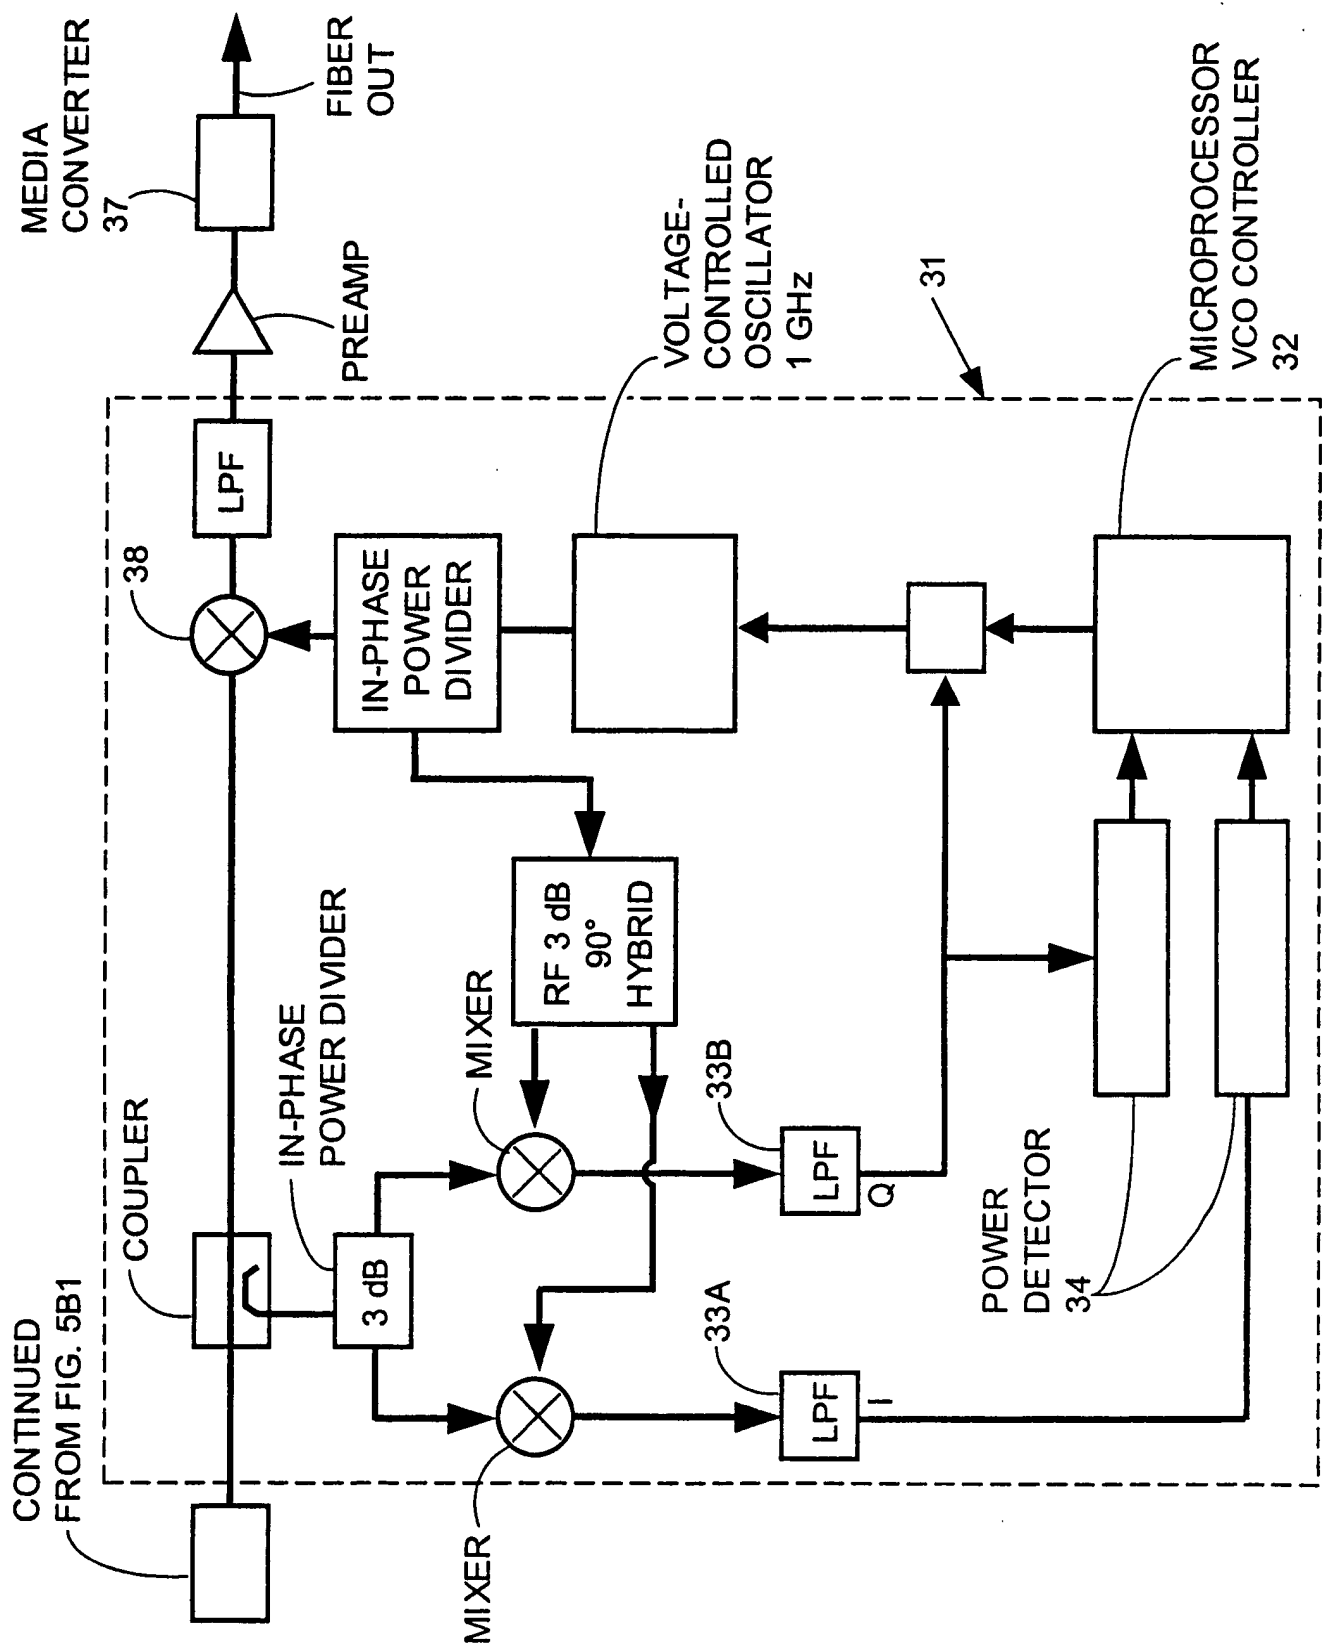 CONTINUED
FROM FIG. 5B1
COUPLER
38
LPF
MEDIA
CONVERTER
37
FIBER
OUT
PREAMP
IN-PHASE
POWER DIVIDER
3 dB
IN-PHASE
POWER
DIVIDER
MIXER
MIXER
RF 3 dB
90°
HYBRID
VOLTAGE-
CONTROLLED
OSCILLATOR
1 GHz
33A
LPF
I
33B
LPF
Q
31
POWER
DETECTOR
34
MICROPROCESSOR
VCO CONTROLLER
32